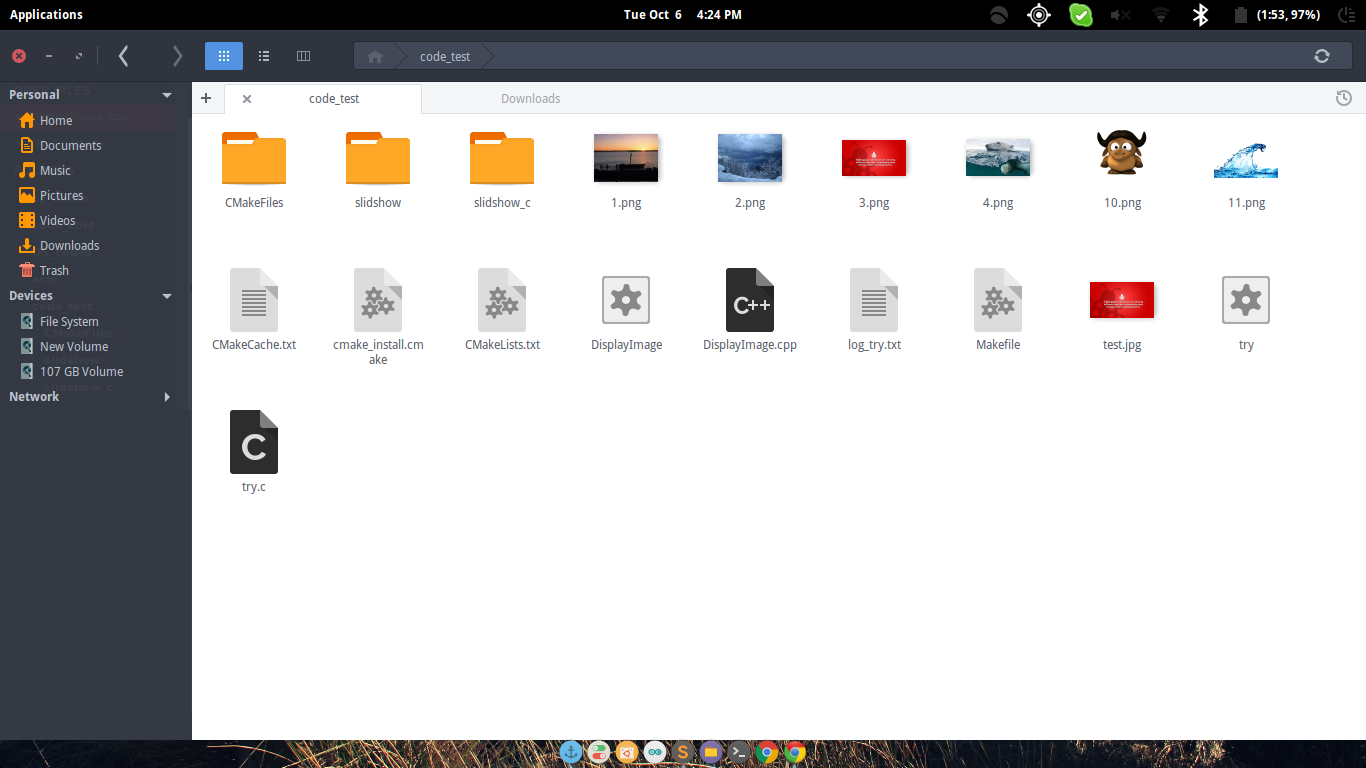 Applications
Tue Oct 6 4:24 PM
(1:53, 97%)
code_test
Personal
Home
Documents
Music
Pictures
Videos
Downloads
Trash
Devices
File System
New Volume
107 GB Volume
Network
code_test
Downloads
CMakeFiles
slidshow
slidshow_c
1.png
2.png
3.png
4.png
10.png
11.png
CMakeCache.txt
cmake_install.cm
ake
CMakeLists.txt
DisplayImage
C++
DisplayImage.cpp
log_try.txt
Makefile
test.jpg
try
C
try.c